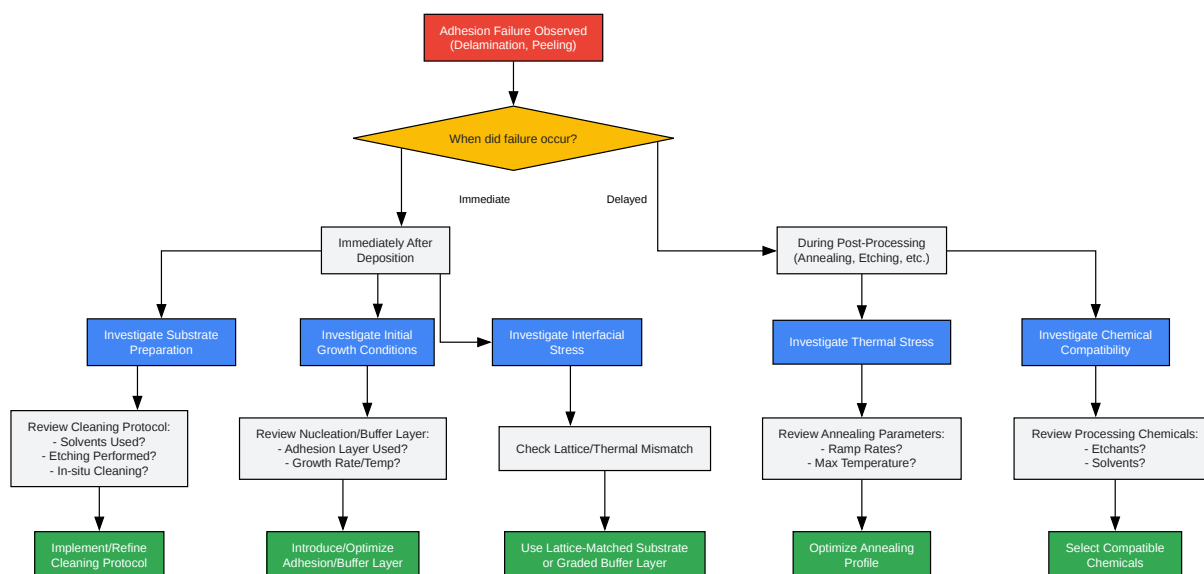 Adhesion Failure Observed
(Delamination, Peeling)
When did failure occur?
Immediate
Delayed
Immediately After
Deposition
During Post-Processing
(Annealing, Etching, etc.)
Investigate Substrate
Preparation
Investigate Initial
Growth Conditions
Investigate Interfacial
Stress
Investigate Thermal Stress
Investigate Chemical
Compatibility
Review Cleaning Protocol:
- Solvents Used?
- Etching Performed?
- In-situ Cleaning?
Review Nucleation/Buffer Layer:
- Adhesion Layer Used?
- Growth Rate/Temp?
Check Lattice/Thermal Mismatch
Review Annealing Parameters:
- Ramp Rates?
- Max Temperature?
Review Processing Chemicals:
- Etchants?
- Solvents?
Implement/Refine
Cleaning Protocol
Introduce/Optimize
Adhesion/Buffer Layer
Use Lattice-Matched Substrate
or Graded Buffer Layer
Optimize Annealing
Profile
Select Compatible
Chemicals